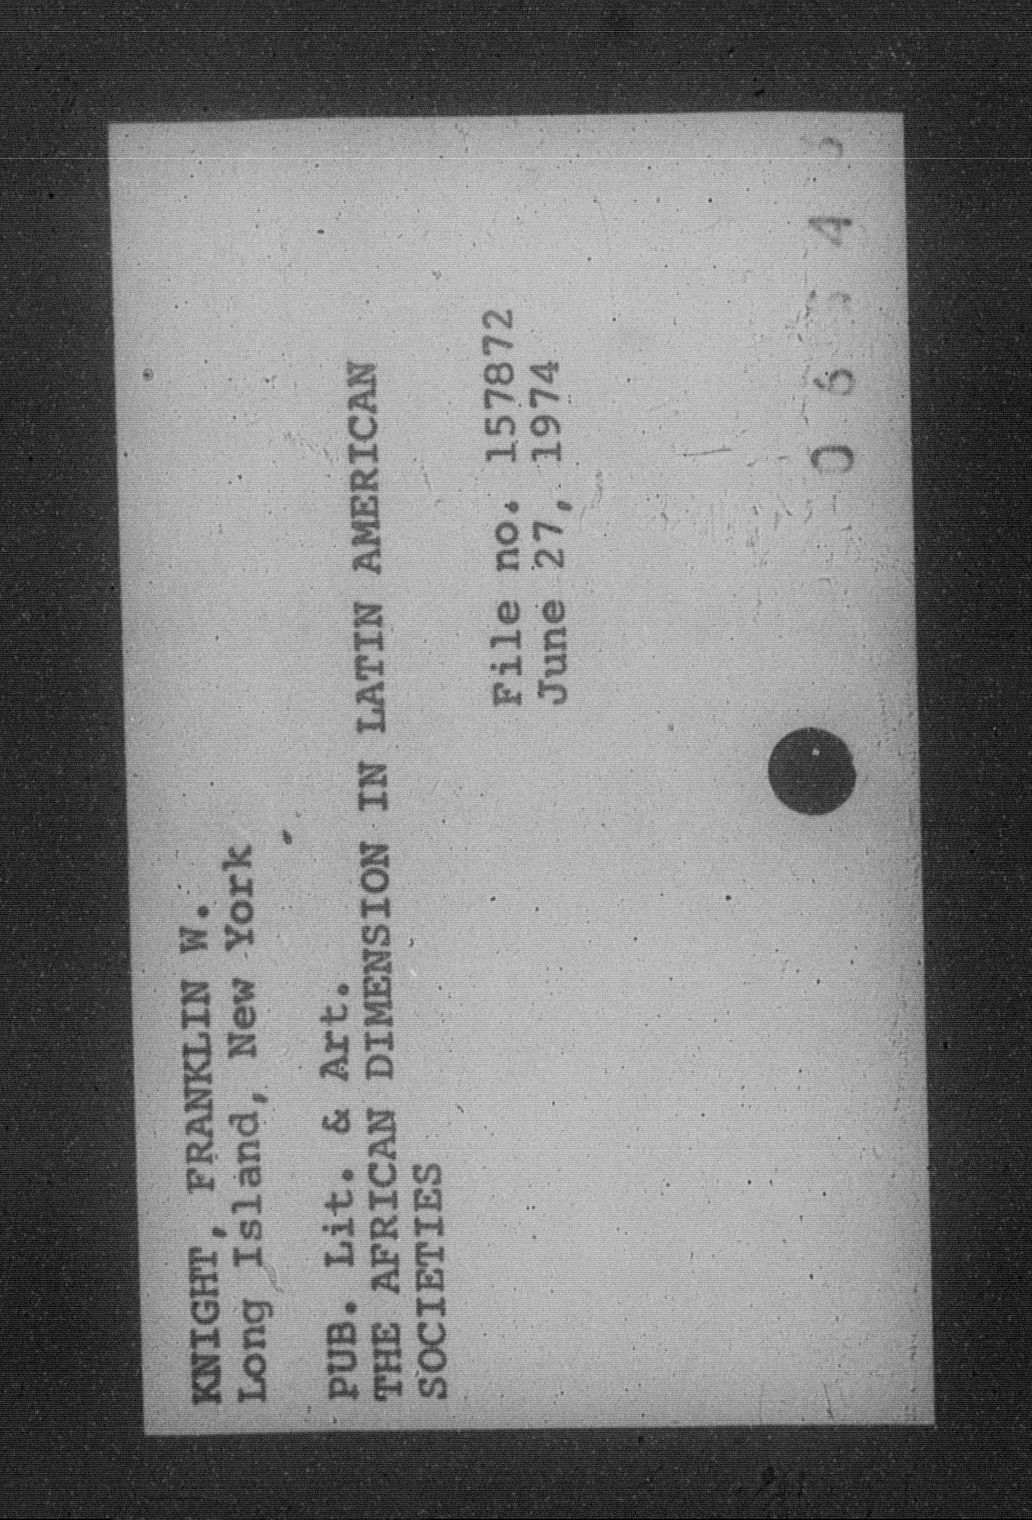 KNIGHT, FRANKLIN W.
Long Island, New York
PUB. Lit. & Art.
THE AFRICAN DIMENSION IN LATIN AMERICAN
SOCIETIES
File no. 157872
June 27, 1974